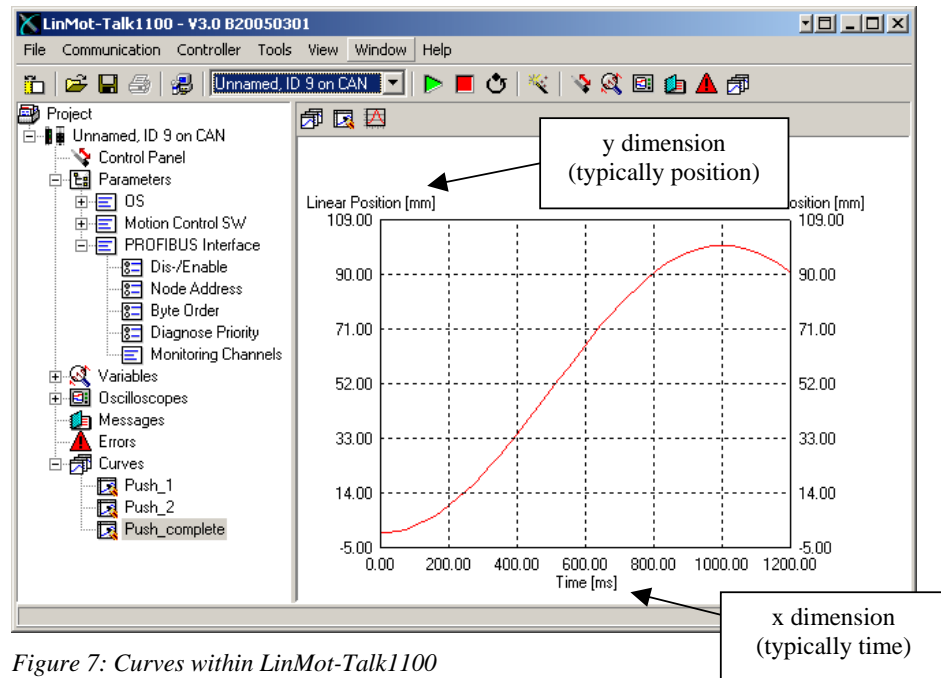 LinMot-Talk1100 - V3.0 B20050301
File Communication Controller Tools View Window Help
Unnamed, ID 9 on CAN
Project
Unnamed, ID 9 on CAN
Control Panel
Parameters
OS
Motion Control SW
PROFIBUS Interface
Dis-/Enable
Node Address
Byte Order
Diagnose Priority
Monitoring Channels
Variables
Oscilloscopes
Messages
Errors
Curves
Push_1
Push_2
Push_complete
y dimension
(typically position)
Linear Position [mm]
osition [mm]
109.00
109.00
90.00
90.00
71.00
71.00
52.00
52.00
33.00
33.00
14.00
14.00
-5.00
-5.00
0.00 200.00 400.00 600.00 800.00 1000.00 1200.00
Time [ms]
x dimension
(typically time)
Figure 7: Curves within LinMot-Talk1100